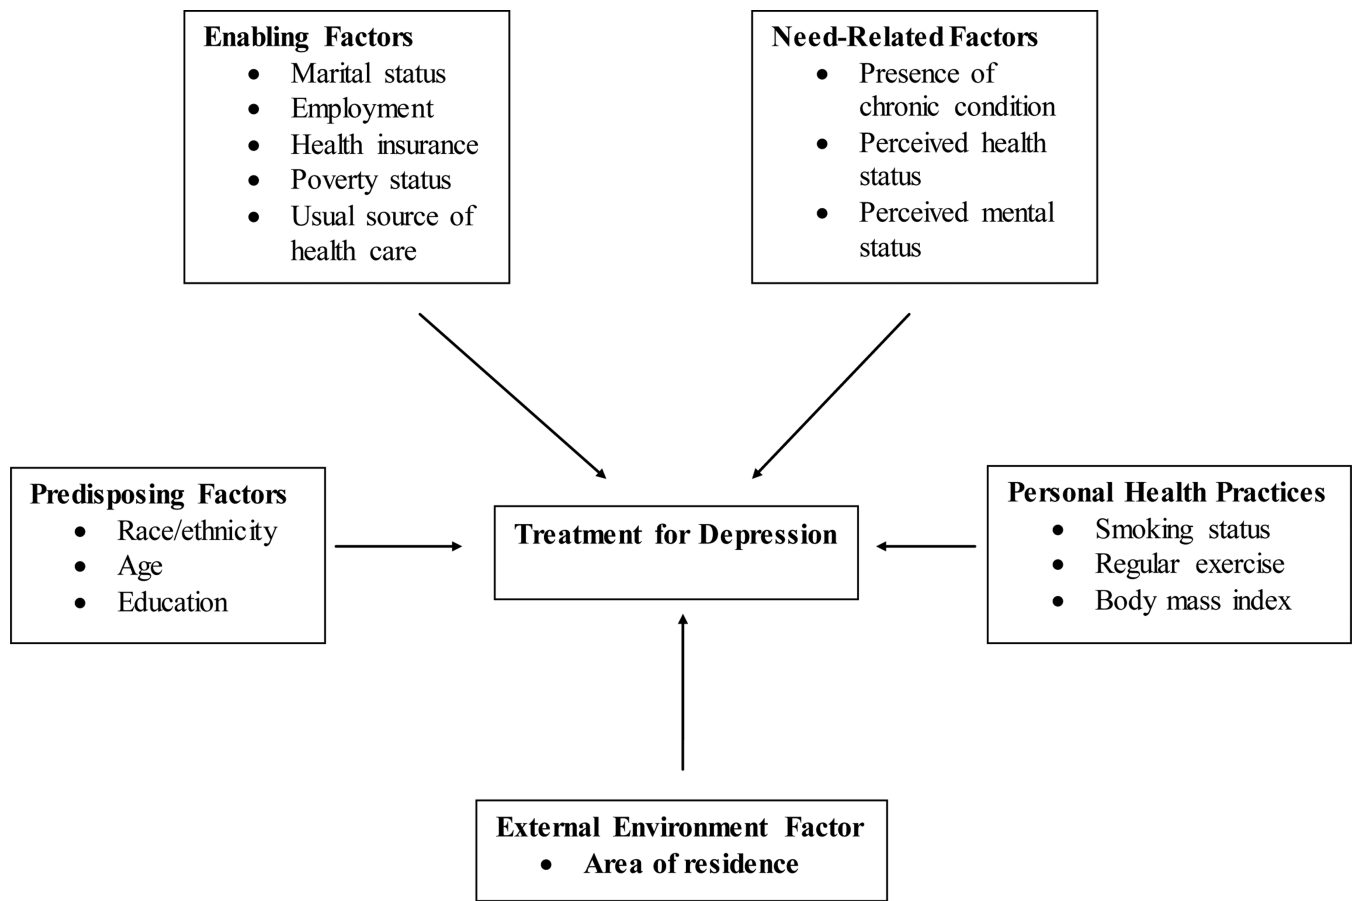 Enabling Factors
• Marital status
• Employment
• Health insurance
• Poverty status
• Usual source of
health care
Need-Related Factors
• Presence of
chronic condition
• Perceived health
status
• Perceived mental
status
Predisposing Factors
• Race/ethnicity
• Age
• Education
Treatment for Depression
Personal Health Practices
• Smoking status
• Regular exercise
• Body mass index
External Environment Factor
• Area of residence